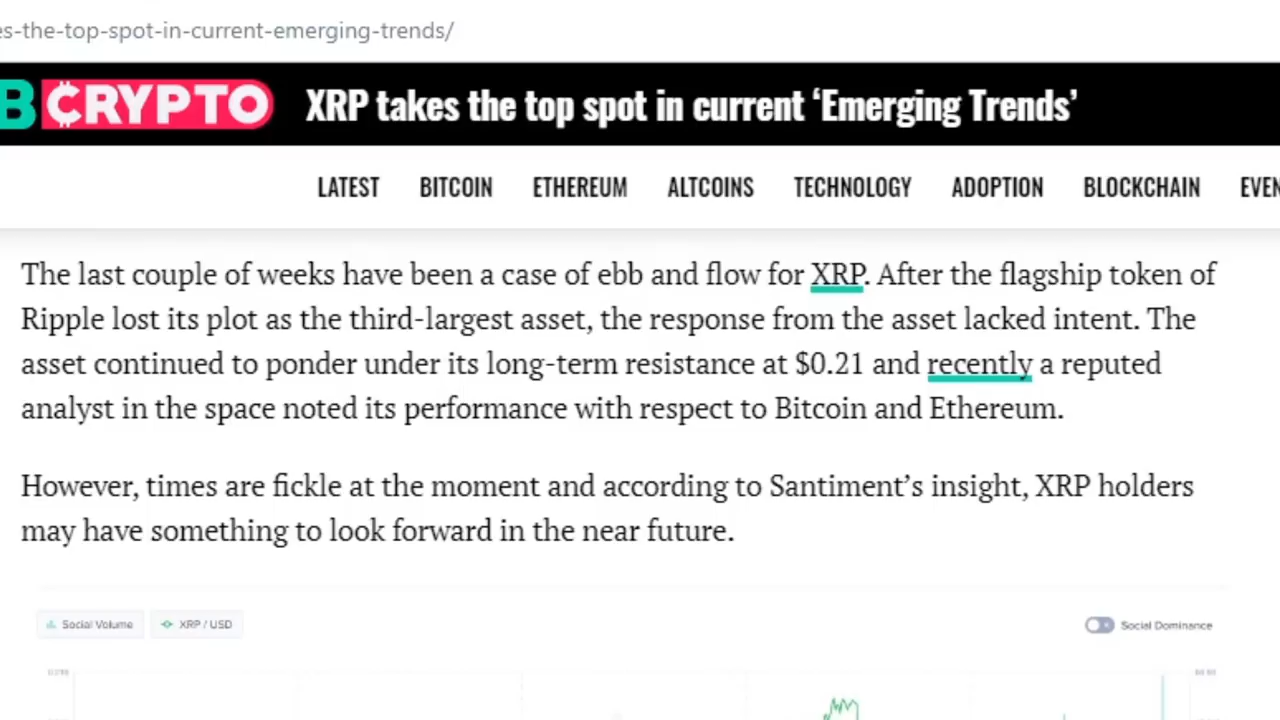 es-the-top-spot-in-current-emerging-trends/
B CRYPTO XRP takes the top spot in current ‘Emerging Trends’
LATEST BITCOIN ETHEREUM ALTCOINS TECHNOLOGY ADOPTION BLOCKCHAIN EVEN
The last couple of weeks have been a case of ebb and flow for XRP. After the flagship token of
Ripple lost its plot as the third-largest asset, the response from the asset lacked intent. The
asset continued to ponder under its long-term resistance at $0.21 and recently a reputed
analyst in the space noted its performance with respect to Bitcoin and Ethereum.
However, times are fickle at the moment and according to Santiment’s insight, XRP holders
may have something to look forward in the near future.
Social Volume XRP / USD Social Dominance